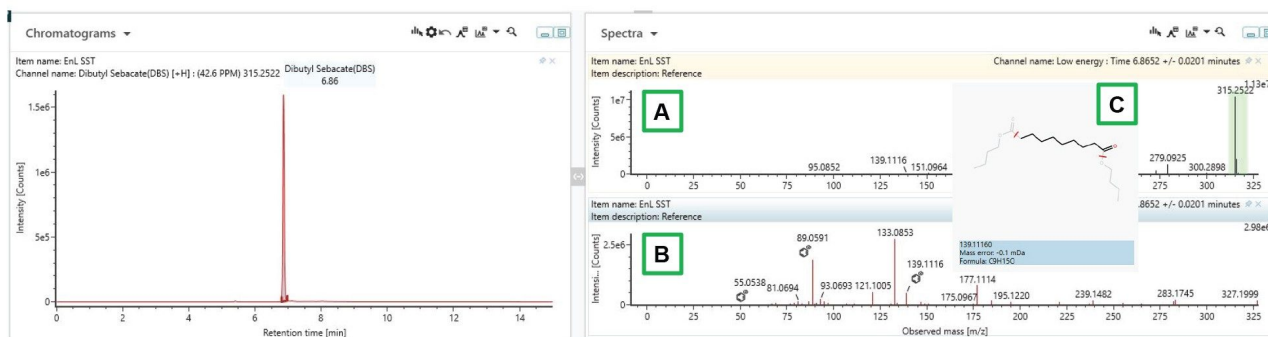 Chromatograms
Item name: EnL SST
Channel name: Dibutyl Sebacate(DBS) [+H] : (42.6 PPM) 315.2522
Dibutyl Sebacate(DBS)
6.86
Intensity [Counts]
1.5e6
1e6
5e5
0
0 2 4 6 8 10 12 14
Retention time [min]
Spectra
Item name: EnL SST
Channel name: Low energy : Time 6.8652 +/- 0.0201 minutes
Item description: Reference
1.13e7
A
C
Intensity [Counts]
1e7
5e6
0
315.2522
95.0852
139.1116
151.0964
279.0925
300.2898
0 25 50 75 100 125 150 275 300 325
Item name: EnL SST
.8652 +/- 0.0201 minutes
Item description: Reference
2.98e6
B
O
O
139.11160
Mass error: -0.1 mDa
Formula: C9H15O
Intensi... [Counts]
2.5e6
0
55.0538
81.0694
89.0591
93.0693
121.1005
133.0853
139.1116
175.0967
177.1114
195.1220
239.1482
283.1745
327.1999
0 25 50 75 100 125 150 175 200 225 250 275 300 325
Observed mass [m/z]